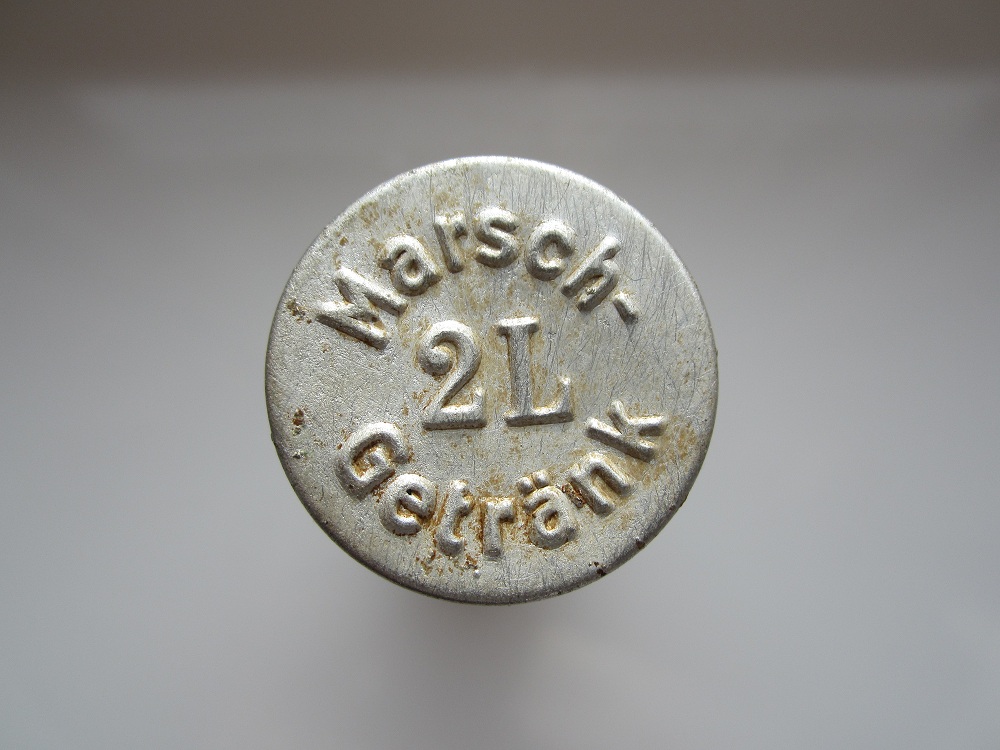 Marsch-
2L
Getränk